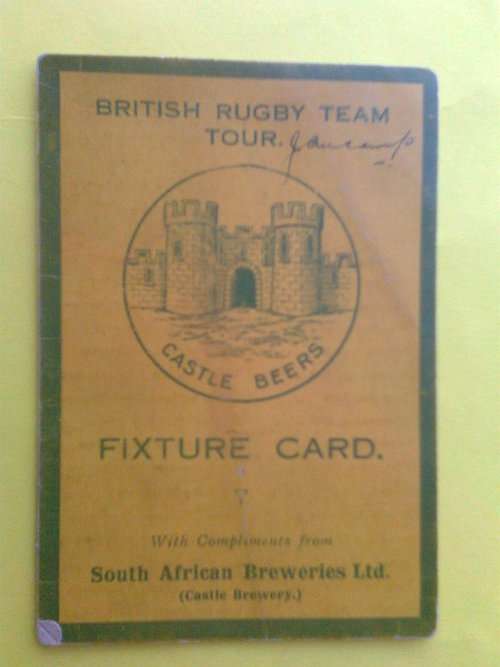 BRITISH RUGBY TEAM
TOUR.
CASTLE BEERS
FIXTURE CARD.
With Compliments from
South African Breweries Ltd.
(Castle Brewery.)